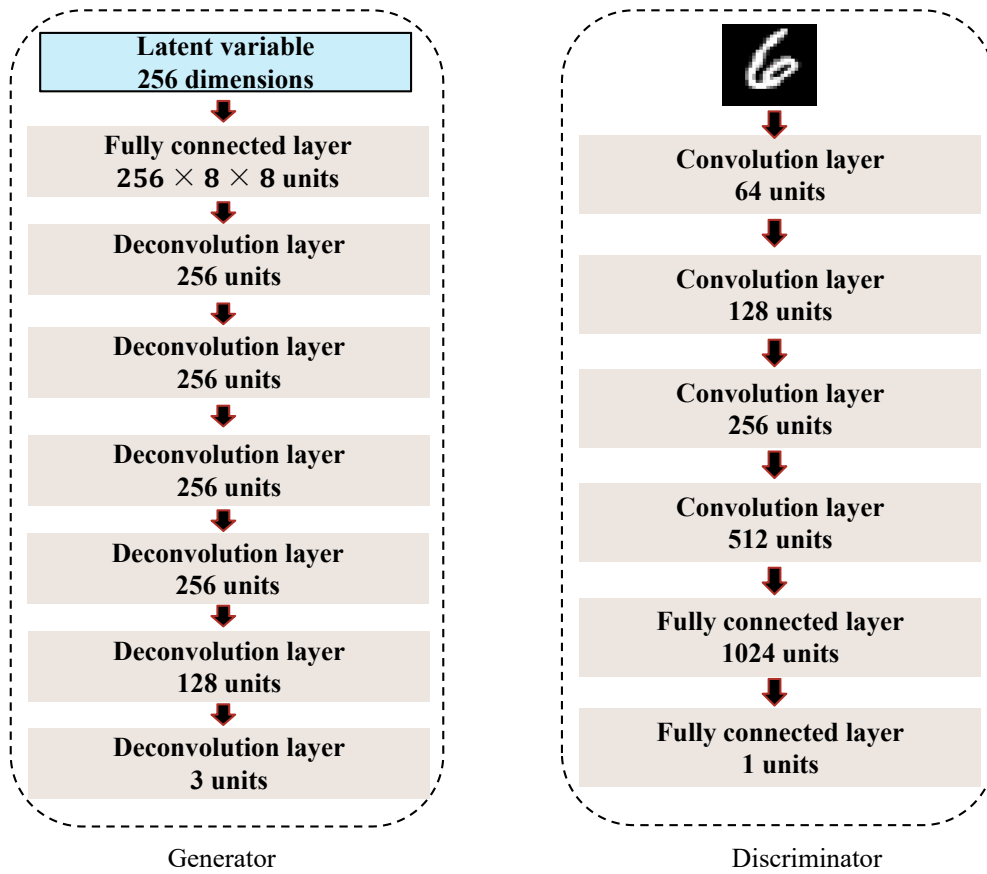 Latent variable
256 dimensions
Fully connected layer
256 × 8 × 8 units
Deconvolution layer
256 units
Deconvolution layer
256 units
Deconvolution layer
256 units
Deconvolution layer
256 units
Deconvolution layer
128 units
Deconvolution layer
3 units
Generator
6
Convolution layer
64 units
Convolution layer
128 units
Convolution layer
256 units
Convolution layer
512 units
Fully connected layer
1024 units
Fully connected layer
1 units
Discriminator